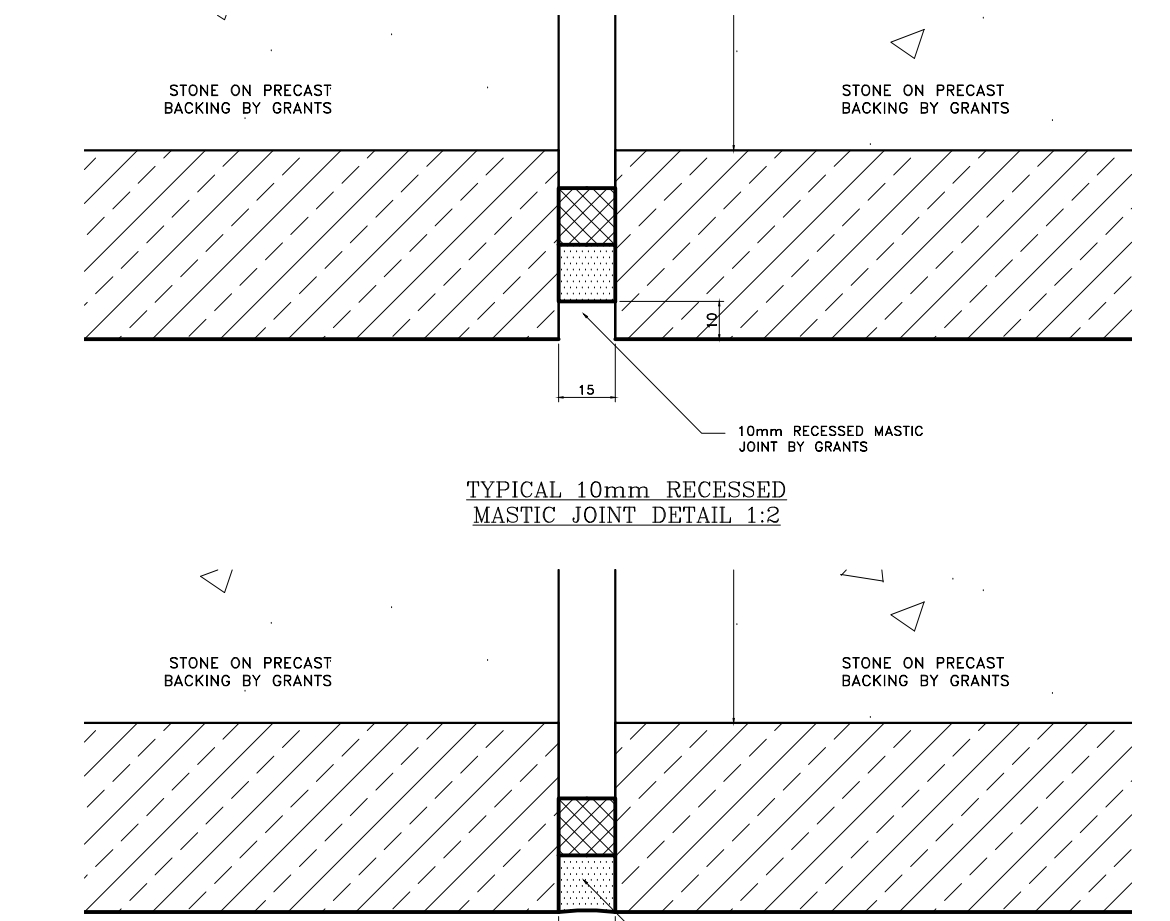 STONE ON PRECAST
BACKING BY GRANTS
STONE ON PRECAST
BACKING BY GRANTS
10
15
10mm RECESSED MASTIC
JOINT BY GRANTS
TYPICAL 10mm RECESSED
MASTIC JOINT DETAIL 1:2
STONE ON PRECAST
BACKING BY GRANTS
STONE ON PRECAST
BACKING BY GRANTS